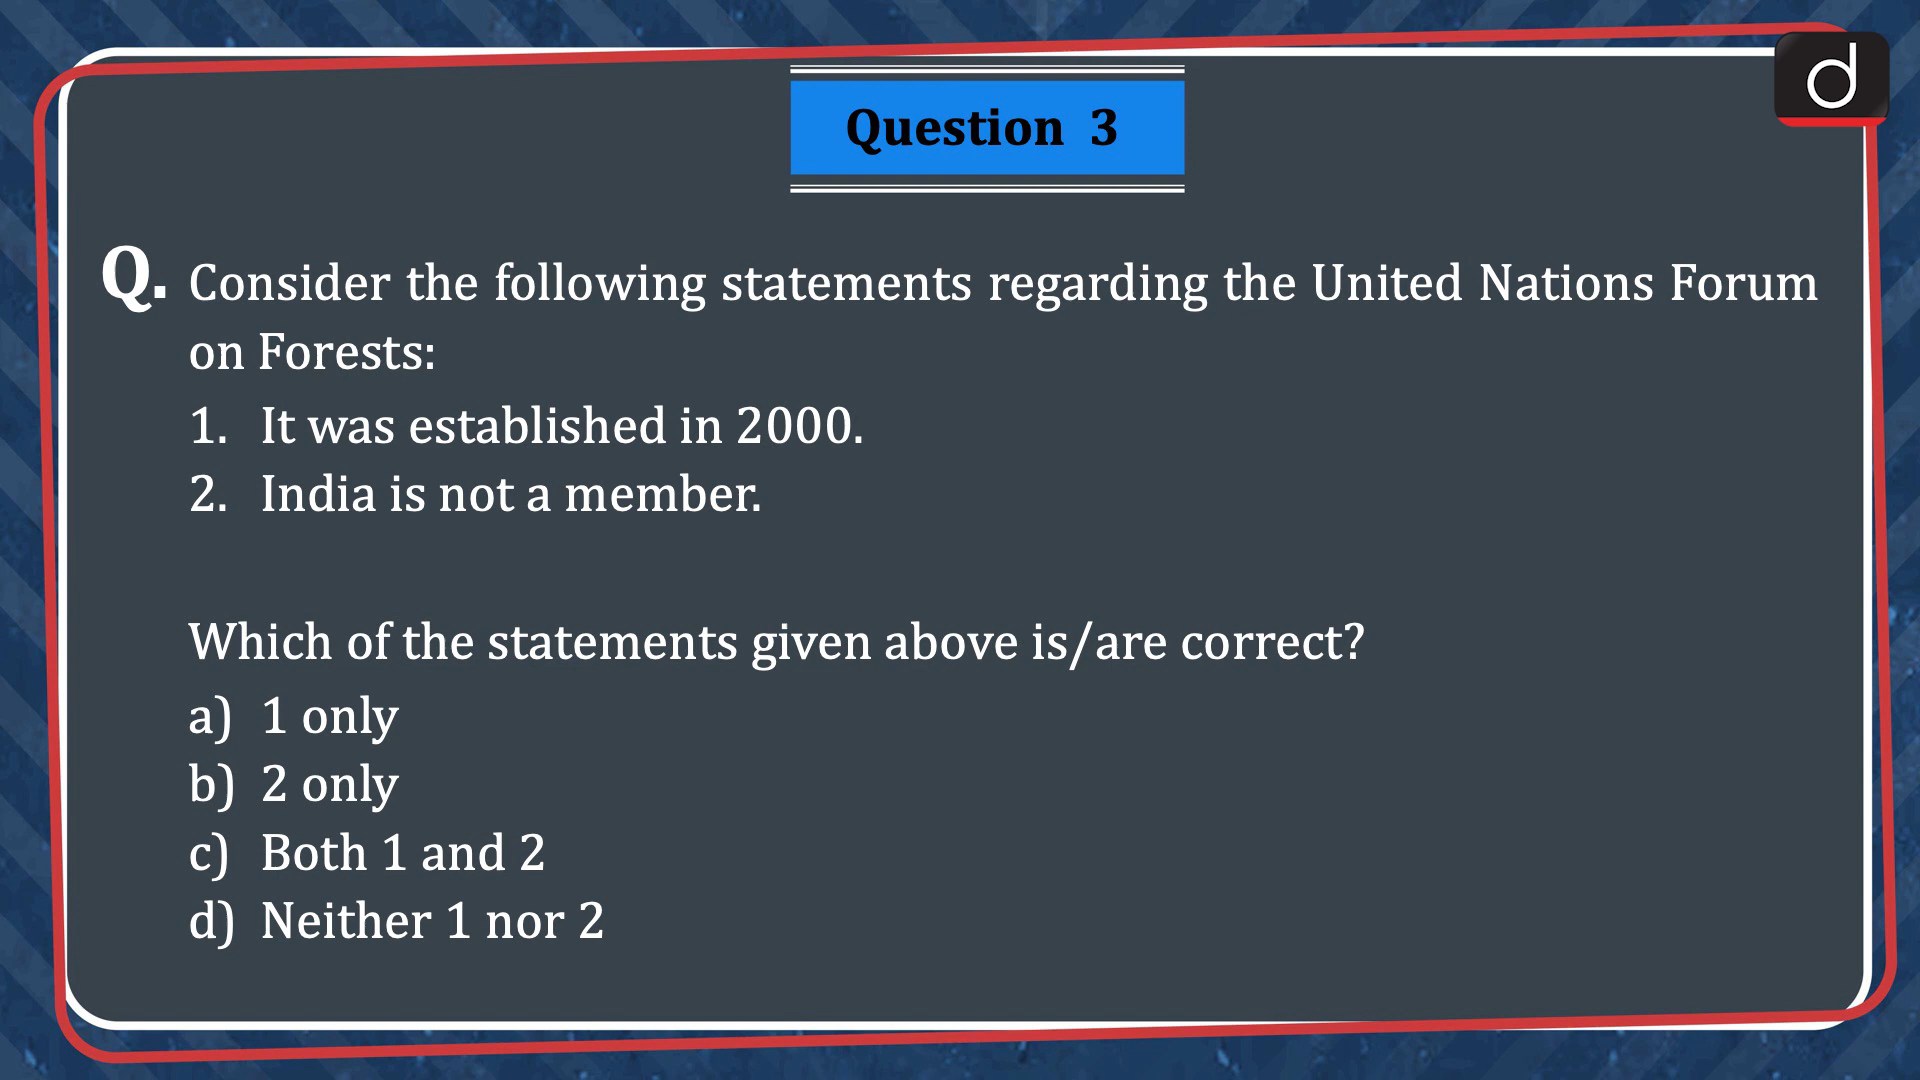 d
Question 3
Q. Consider the following statements regarding the United Nations Forum
on Forests:
1. It was established in 2000.
2. India is not a member.
Which of the statements given above is/are correct?
a) 1 only
b) 2 only
c) Both 1 and 2
d) Neither 1 nor 2